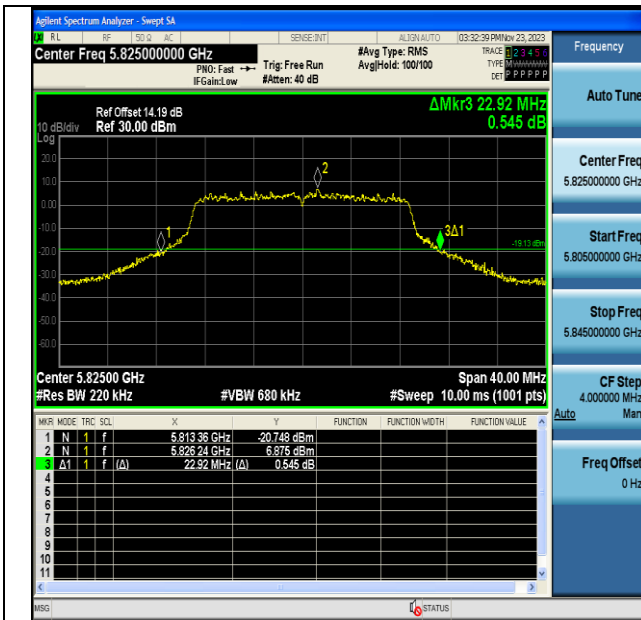 Agilent Spectrum Analyzer - Swept SA
RL RF 50 Ω AC SENSE:INT ALIGN AUTO 03:32:39 PM Nov 23, 2023
Center Freq 5.825000000 GHz
PNO: Fast
IFGain:Low
Trig: Free Run
#Atten: 40 dB
#Avg Type: RMS
Avg|Hold: 100/100
TRACE 1 2 3 4 5 6
TYPE M
DET P P P P P P
Frequency
Auto Tune
Ref Offset 14.19 dB
Ref 30.00 dBm
10 dB/div
Log
ΔMkr3 22.92 MHz
0.545 dB
20.0
10.0
0.00
-10.0
-20.0
-30.0
-40.0
-50.0
-60.0
1
2
3Δ1
-19.13 dBm
Center 5.82500 GHz
Span 40.00 MHz
#Res BW 220 kHz
#VBW 680 kHz
#Sweep 10.00 ms (1001 pts)
Center Freq
5.825000000 GHz
Start Freq
5.805000000 GHz
Stop Freq
5.845000000 GHz
CF Step
4.000000 MHz
Auto Man
Freq Offset
0 Hz
MKR MODE TRC SCL X Y FUNCTION FUNCTION WIDTH FUNCTION VALUE
1 N 1 f 5.813 36 GHz -20.748 dBm
2 N 1 f 5.826 24 GHz 6.875 dBm
3 Δ1 1 f (Δ) 22.92 MHz (Δ) 0.545 dB
4
5
6
7
8
9
10
11
MSG
STATUS